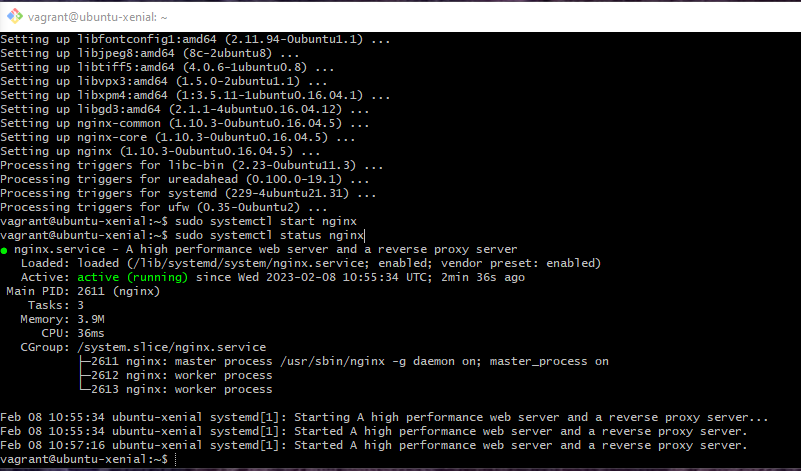 vagrant@ubuntu-xenial: ~
Setting up libfontconfig1:amd64 (2.11.94-0ubuntu1.1) ...
Setting up libjpeg8:amd64 (8c-2ubuntu8) ...
Setting up libtiff5:amd64 (4.0.6-1ubuntu0.8) ...
Setting up libvpx3:amd64 (1.5.0-2ubuntu1.1) ...
Setting up libxpm4:amd64 (1:3.5.11-1ubuntu0.16.04.1) ...
Setting up libgd3:amd64 (2.1.1-4ubuntu0.16.04.12) ...
Setting up nginx-common (1.10.3-0ubuntu0.16.04.5) ...
Setting up nginx-core (1.10.3-0ubuntu0.16.04.5) ...
Setting up nginx (1.10.3-0ubuntu0.16.04.5) ...
Processing triggers for libc-bin (2.23-0ubuntu11.3) ...
Processing triggers for ureadahead (0.100.0-19.1) ...
Processing triggers for systemd (229-4ubuntu21.31) ...
Processing triggers for ufw (0.35-0ubuntu2) ...
vagrant@ubuntu-xenial:~$ sudo systemctl start nginx
vagrant@ubuntu-xenial:~$ sudo systemctl status nginx
● nginx.service - A high performance web server and a reverse proxy server
   Loaded: loaded (/lib/systemd/system/nginx.service; enabled; vendor preset: enabled)
   Active: active (running) since Wed 2023-02-08 10:55:34 UTC; 2min 36s ago
 Main PID: 2611 (nginx)
    Tasks: 3
   Memory: 3.9M
      CPU: 36ms
   CGroup: /system.slice/nginx.service
           ├─2611 nginx: master process /usr/sbin/nginx -g daemon on; master_process on
           ├─2612 nginx: worker process
           └─2613 nginx: worker process
Feb 08 10:55:34 ubuntu-xenial systemd[1]: Starting A high performance web server and a reverse proxy server...
Feb 08 10:55:34 ubuntu-xenial systemd[1]: Started A high performance web server and a reverse proxy server.
Feb 08 10:57:16 ubuntu-xenial systemd[1]: Started A high performance web server and a reverse proxy server.
vagrant@ubuntu-xenial:~$